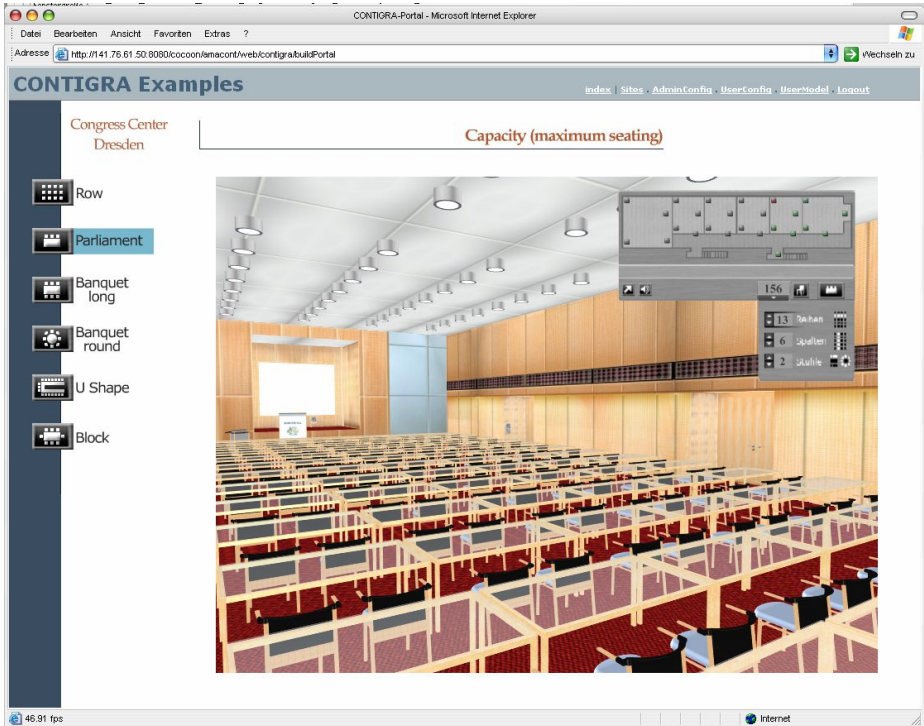 CONTIGRA-Portal - Microsoft Internet Explorer
Datei Bearbeiten Ansicht Favoriten Extras ?
Adresse http://141.76.61.50:8080/cocoon/amacont/web/contigra/buildPortal Wechseln zu
CONTIGRA Examples
index | Sites . AdminConfig . UserConfig . UserModel . Logout
Congress Center
Dresden
Capacity (maximum seating)
Row
Parliament
Banquet
long
Banquet
round
U Shape
Block
156
13 Reihen
6 Spalten
2 Stühle
46.91 fps
Internet